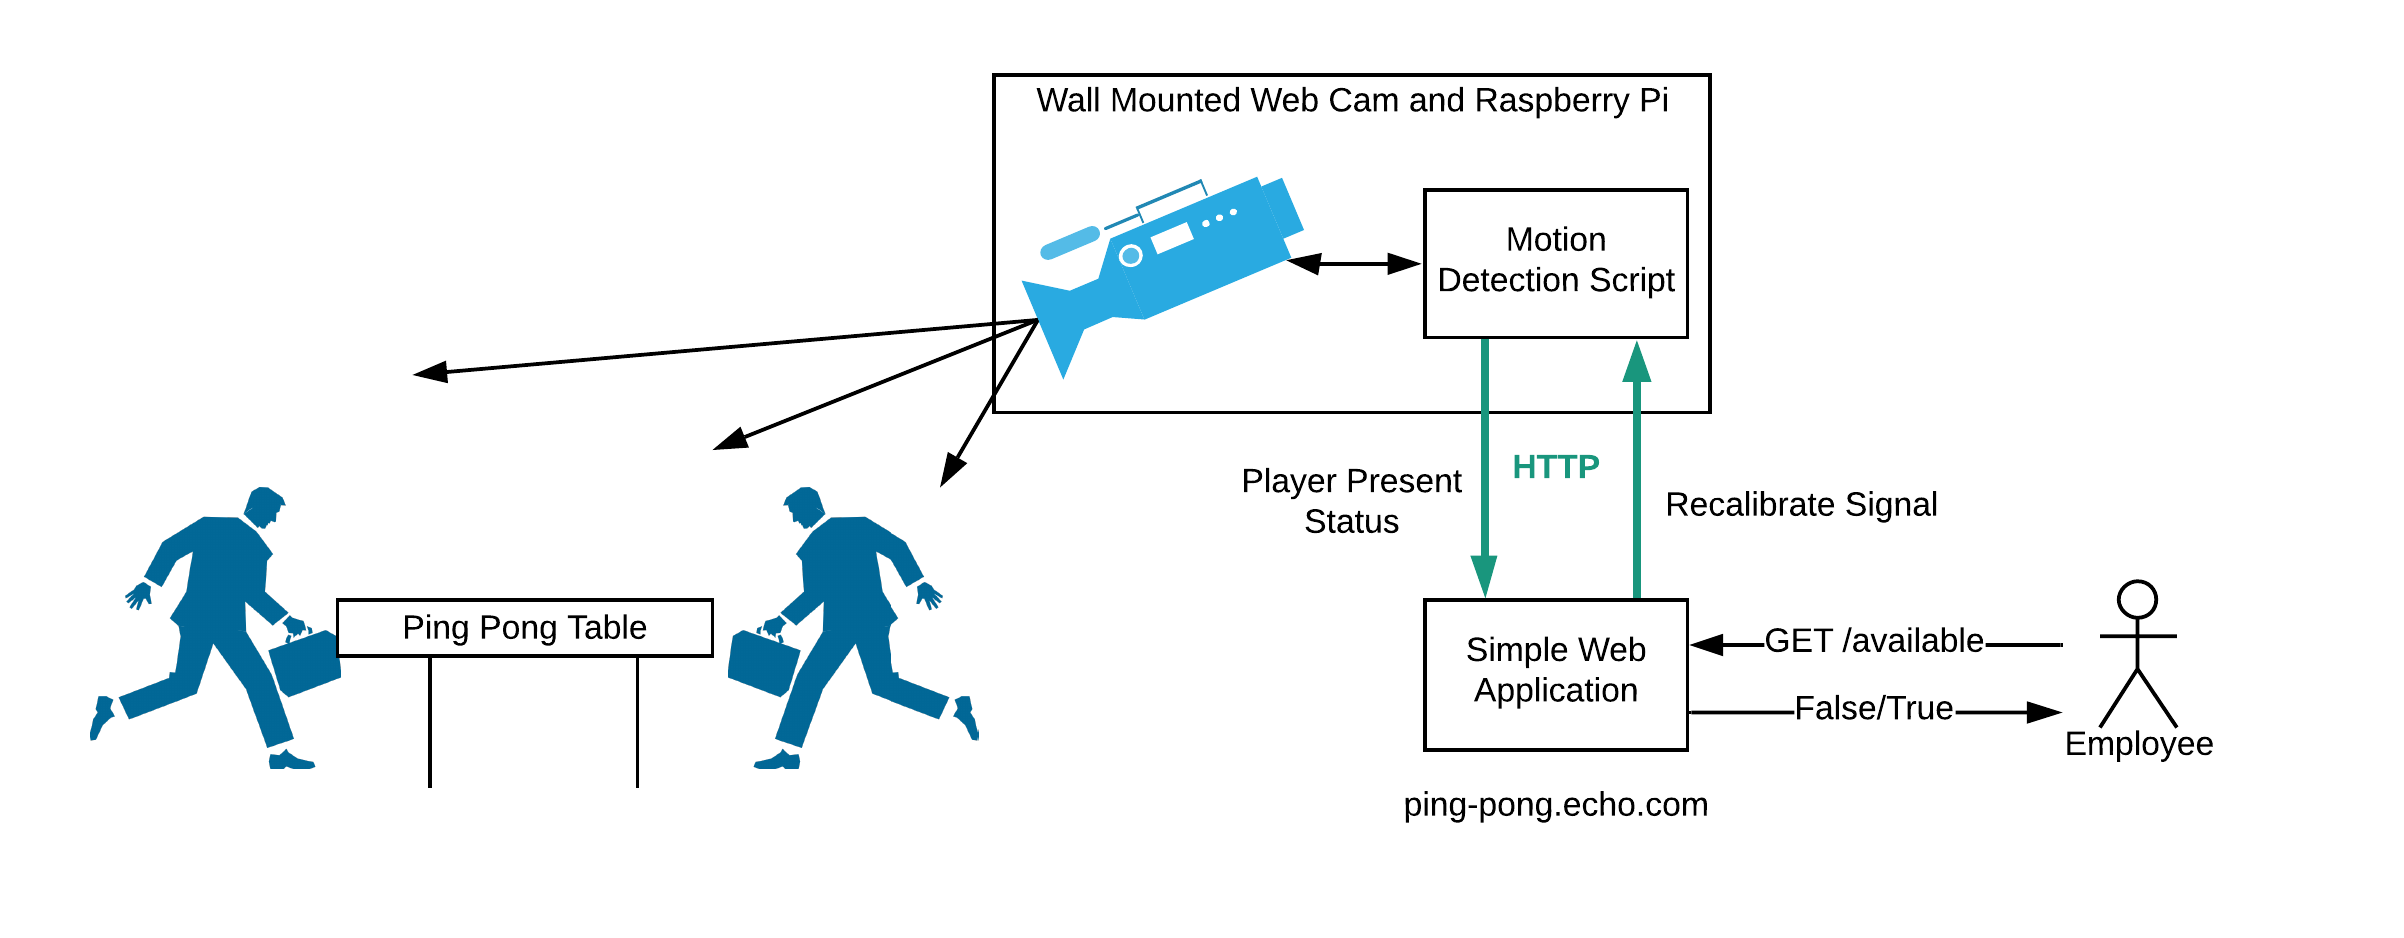 Wall Mounted Web Cam and Raspberry Pi
Motion
Detection Script
HTTP
Player Present
Status
Recalibrate Signal
Ping Pong Table
Simple Web
Application
GET /available
False/True
Employee
ping-pong.echo.com